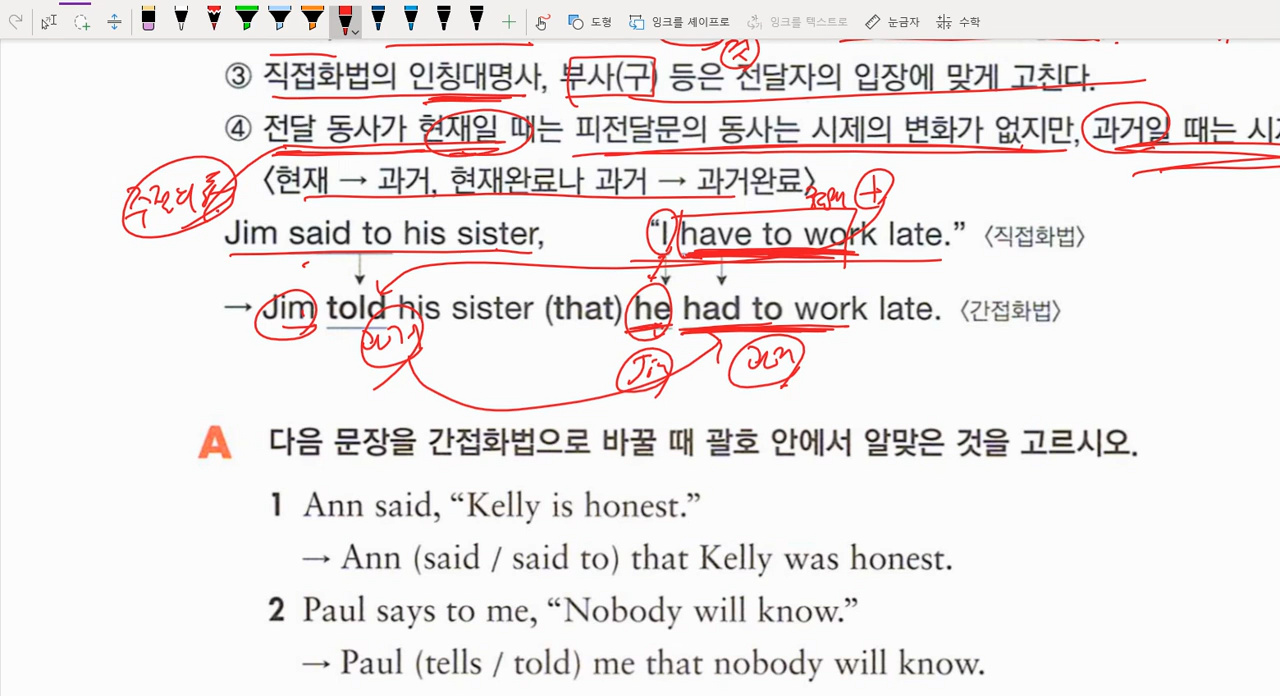 도형 잉크를 셰이프로 잉크를 텍스트로 눈금자 수학
③ 직접화법의 인칭대명사, 부사(구) 등은 전달자의 입장에 맞게 고친다.
④ 전달 동사가 현재일 때는 피전달문의 동사는 시제의 변화가 없지만, 과거일 때는 시
〈현재 → 과거, 현재완료나 과거 → 과거완료〉
Jim said to his sister, “I have to work late.” 〈직접화법〉
→ Jim told his sister (that) he had to work late. 〈간접화법〉
Jim
A 다음 문장을 간접화법으로 바꿀 때 괄호 안에서 알맞은 것을 고르시오.
1 Ann said, “Kelly is honest.”
→ Ann (said / said to) that Kelly was honest.
2 Paul says to me, “Nobody will know.”
→ Paul (tells / told) me that nobody will know.